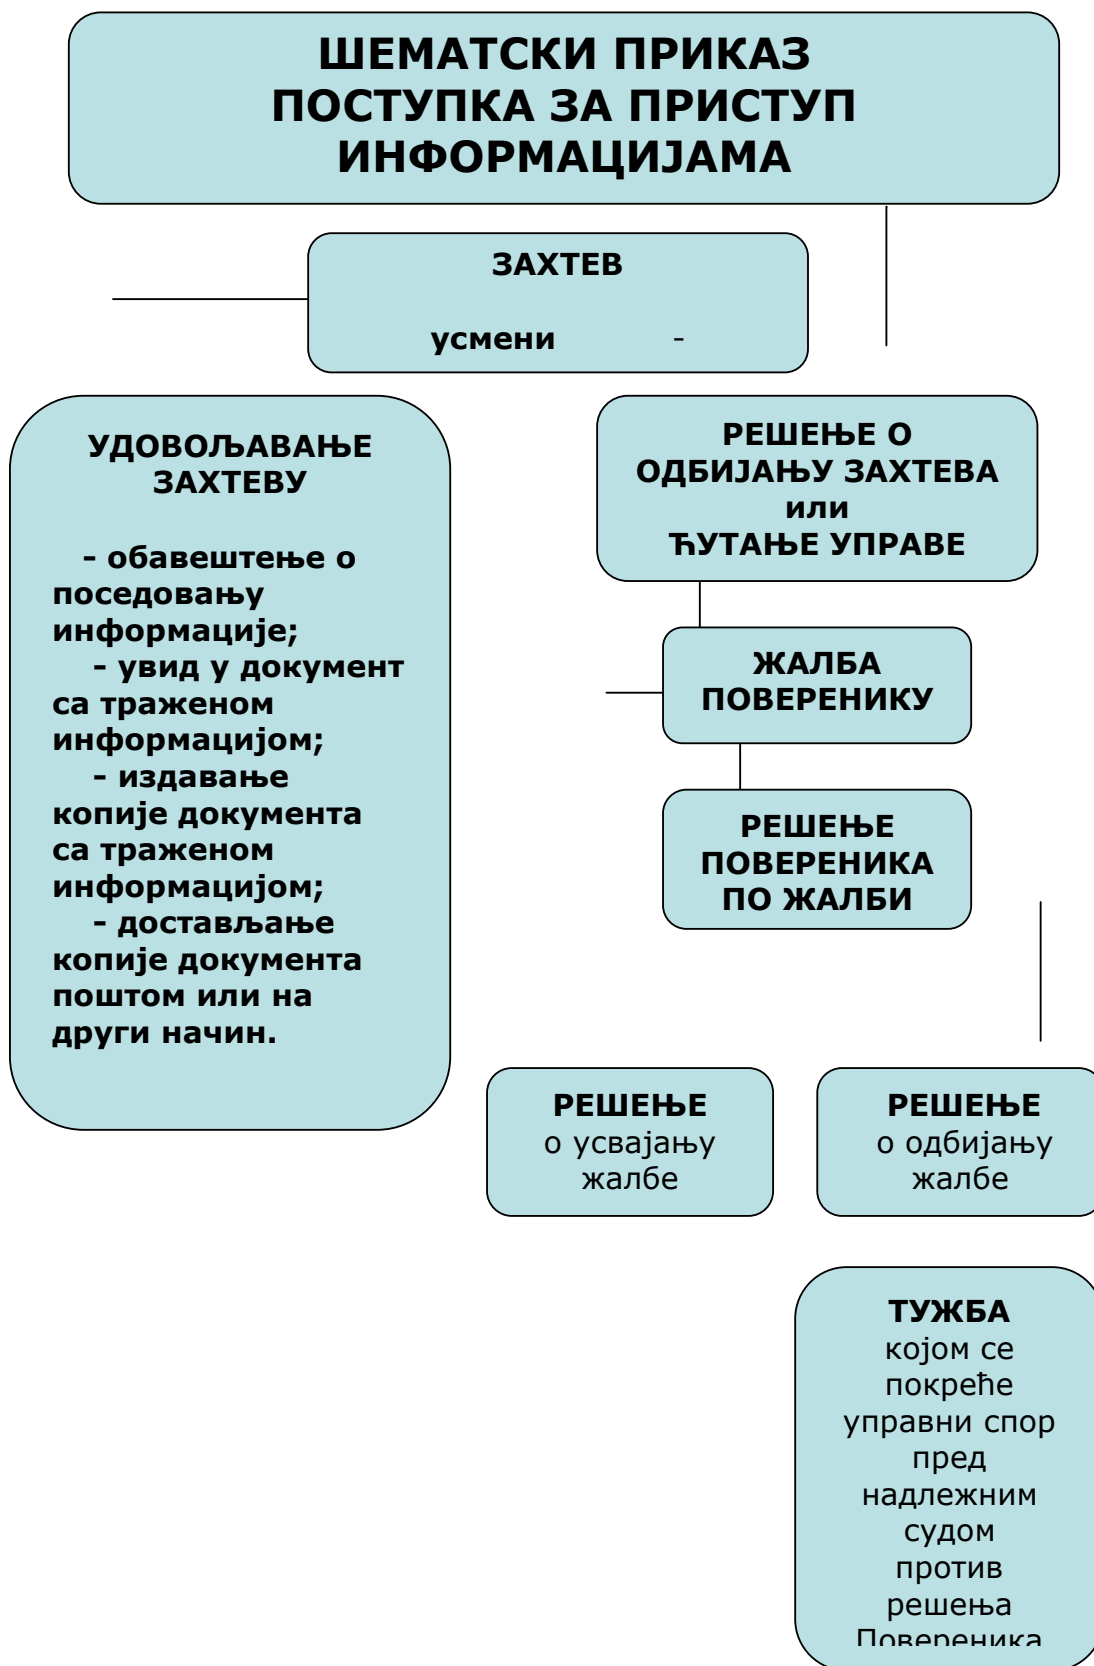 ШЕМАТСКИ ПРИКАЗ
ПОСТУПКА ЗА ПРИСТУП
ИНФОРМАЦИЈАМА
ЗАХТЕВ
усмени -
УДОВОЉАВАЊЕ
ЗАХТЕВУ
- обавештење о
поседовању
информације;
- увид у документ
са траженом
информацијом;
- издавање
копије документа
са траженом
информацијом;
- достављање
копије документа
поштом или на
други начин.
РЕШЕЊЕ О
ОДБИЈАЊУ ЗАХТЕВА
или
ЋУТАЊЕ УПРАВЕ
ЖАЛБА
ПОВЕРЕНИКУ
РЕШЕЊЕ
ПОВЕРЕНИКА
ПО ЖАЛБИ
РЕШЕЊЕ
о усвајању
жалбе
РЕШЕЊЕ
о одбијању
жалбе
ТУЖБА
којом се
покреће
управни спор
пред
надлежним
судом
против
решења
Повереника